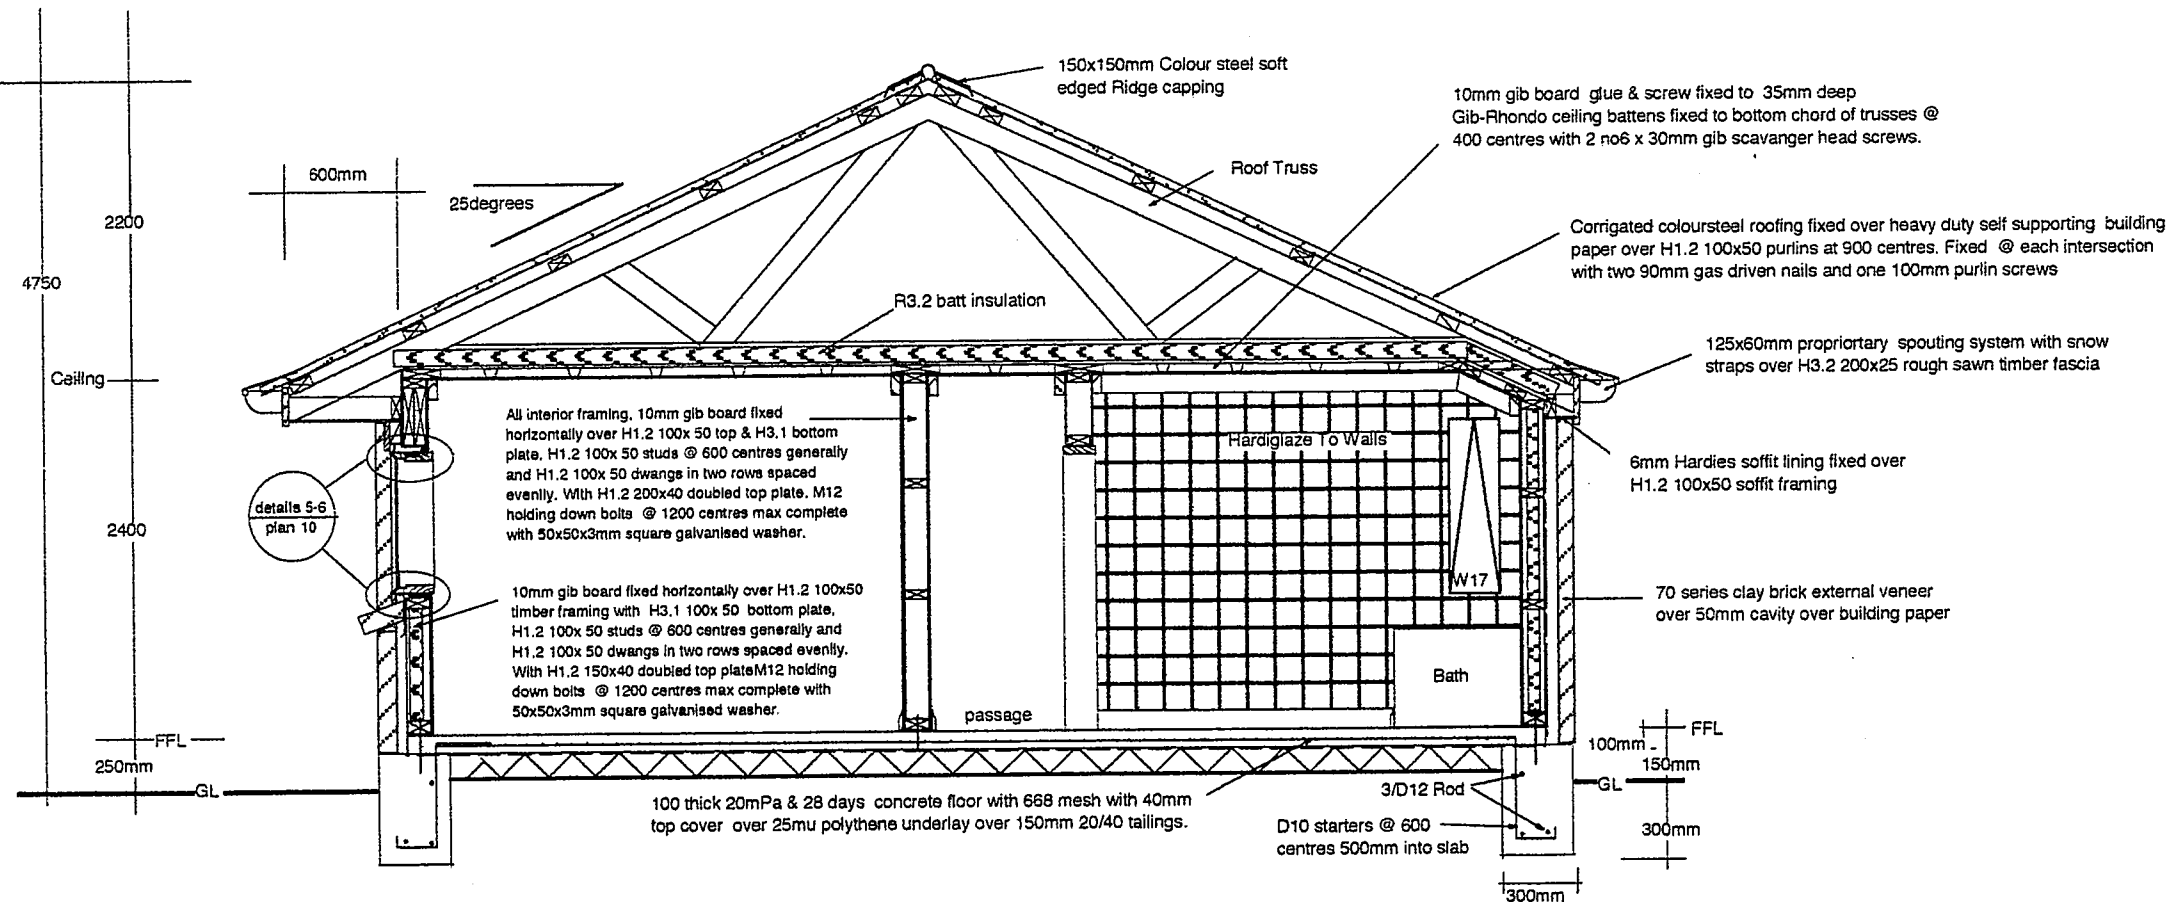 150x150mm Colour steel soft
edged Ridge capping
10mm gib board glue & screw fixed to 35mm deep
Gib-Rhondo ceiling battens fixed to bottom chord of trusses @
400 centres with 2 no6 x 30mm gib scavanger head screws.
Roof Truss
600mm
25degrees
2200
4750
Corrigated coloursteel roofing fixed over heavy duty self supporting building
paper over H1.2 100x50 purlins at 900 centres. Fixed @ each intersection
with two 90mm gas driven nails and one 100mm purlin screws
R3.2 batt insulation
125x60mm propriortary spouting system with snow
straps over H3.2 200x25 rough sawn timber fascia
Ceiling
All interior framing, 10mm gib board fixed
horizontally over H1.2 100x 50 top & H3.1 bottom
plate, H1.2 100x 50 studs @ 600 centres generally
and H1.2 100x 50 dwangs in two rows spaced
evenlly. With H1.2 200x40 doubled top plate. M12
holding down bolts @ 1200 centres max complete
with 50x50x3mm square galvanised washer.
Hardiglaze To Walls
6mm Hardies soffit lining fixed over
H1.2 100x50 soffit framing
details 5-6
plan 10
2400
W17
10mm gib board fixed horizontally over H1.2 100x50
timber framing with H3.1 100x 50 bottom plate,
H1.2 100x 50 studs @ 600 centres generally and
H1.2 100x 50 dwangs in two rows spaced evenly.
With H1.2 150x40 doubled top plateM12 holding
down bolts @ 1200 centres max complete with
50x50x3mm square galvanised washer.
70 series clay brick external veneer
over 50mm cavity over building paper
Bath
passage
FFL
250mm
GL
FFL
100mm
150mm
GL
300mm
300mm
3/D12 Rod
D10 starters @ 600
centres 500mm into slab
100 thick 20mPa & 28 days concrete floor with 668 mesh with 40mm
top cover over 25mu polythene underlay over 150mm 20/40 tailings.